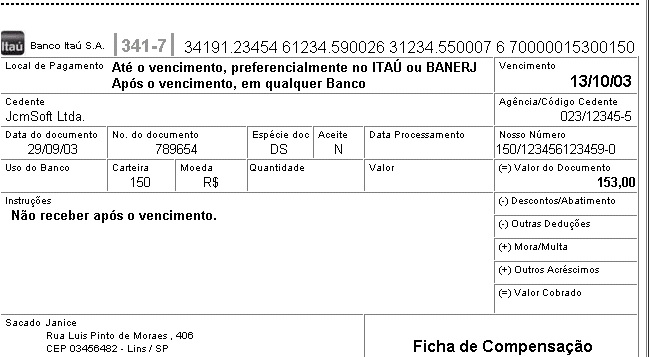 Itaú Banco Itaú S.A. 341-7 34191.23454 61234.590026 31234.550007 6 70000015300150
Local de Pagamento Até o vencimento, preferencialmente no ITAÚ ou BANERJ
Após o vencimento, em qualquer Banco
Vencimento
13/10/03
Cedente
JcmSoft Ltda.
Agência/Código Cedente
023/12345-5
Data do documento No. do documento Espécie doc Aceite Data Processamento Nosso Número
29/09/03 789654 DS N 150/123456123459-0
Uso do Banco Carteira Moeda Quantidade Valor (=) Valor do Documento
150 R$ 153,00
Instruções
Não receber após o vencimento.
(-) Descontos/Abatimento
(-) Outras Deduções
(+) Mora/Multa
(+) Outros Acréscimos
(=) Valor Cobrado
Sacado Janice
Rua Luis Pinto de Moraes , 406
CEP 03456482 - Lins / SP
Ficha de Compensação